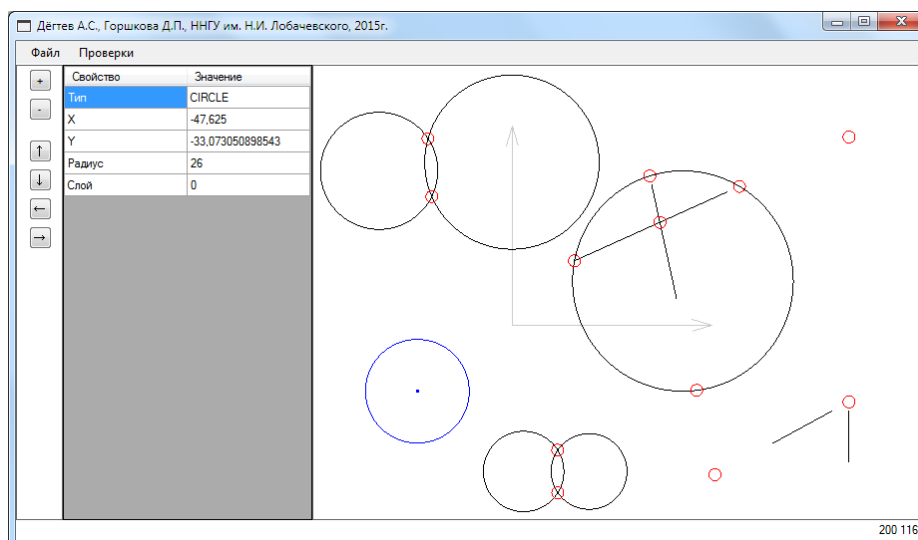 Дёгтев А.С., Горшкова Д.П., ННГУ им. Н.И. Лобачевского, 2015г.
Файл Проверки
+
-
↑
↓
←
→
Свойство Значение
Тип CIRCLE
X -47,625
Y -33,073050898543
Радиус 26
Слой 0
200 116